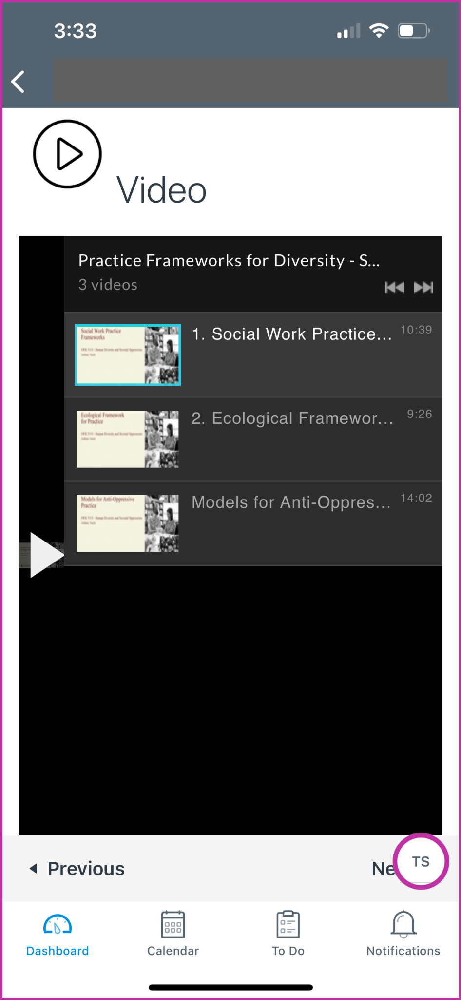 3:33
Video
Practice Frameworks for Diversity - S...
3 videos
Social Work Practice
Frameworks
1. Social Work Practice...
10:39
Ecological Framework
for Practice
2. Ecological Framewor...
9:26
Models for Anti-Oppressive
Practice
Models for Anti-Oppres...
14:02
Previous
Ne
TS
Dashboard
Calendar
To Do
Notifications